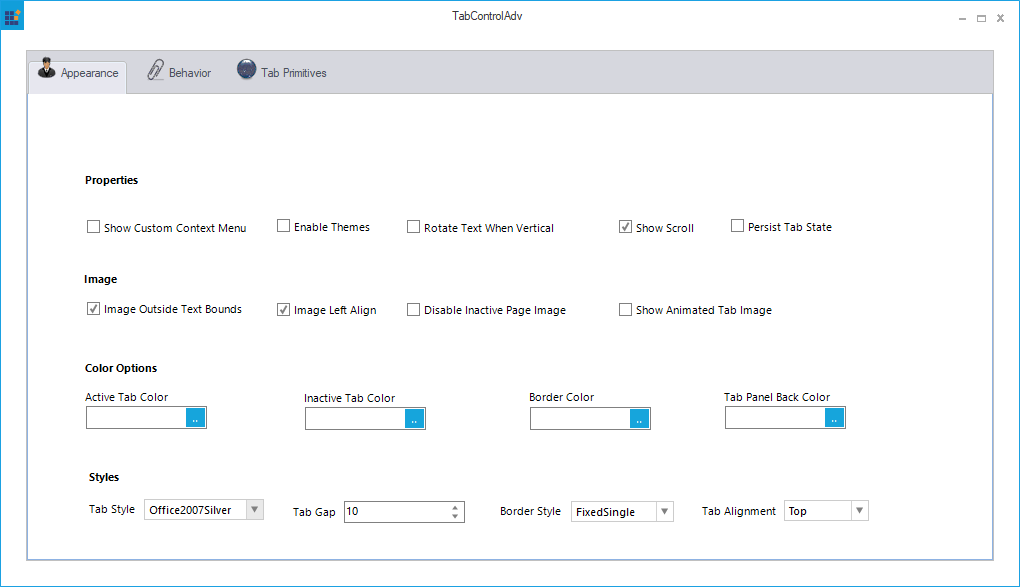 TabControlAdv
Appearance Behavior Tab Primitives
Properties
Show Custom Context Menu Enable Themes Rotate Text When Vertical Show Scroll Persist Tab State
Image
Image Outside Text Bounds Image Left Align Disable Inactive Page Image Show Animated Tab Image
Color Options
Active Tab Color Inactive Tab Color Border Color Tab Panel Back Color
.. .. .. ..
Styles
Tab Style Office2007Silver Tab Gap 10 Border Style FixedSingle Tab Alignment Top